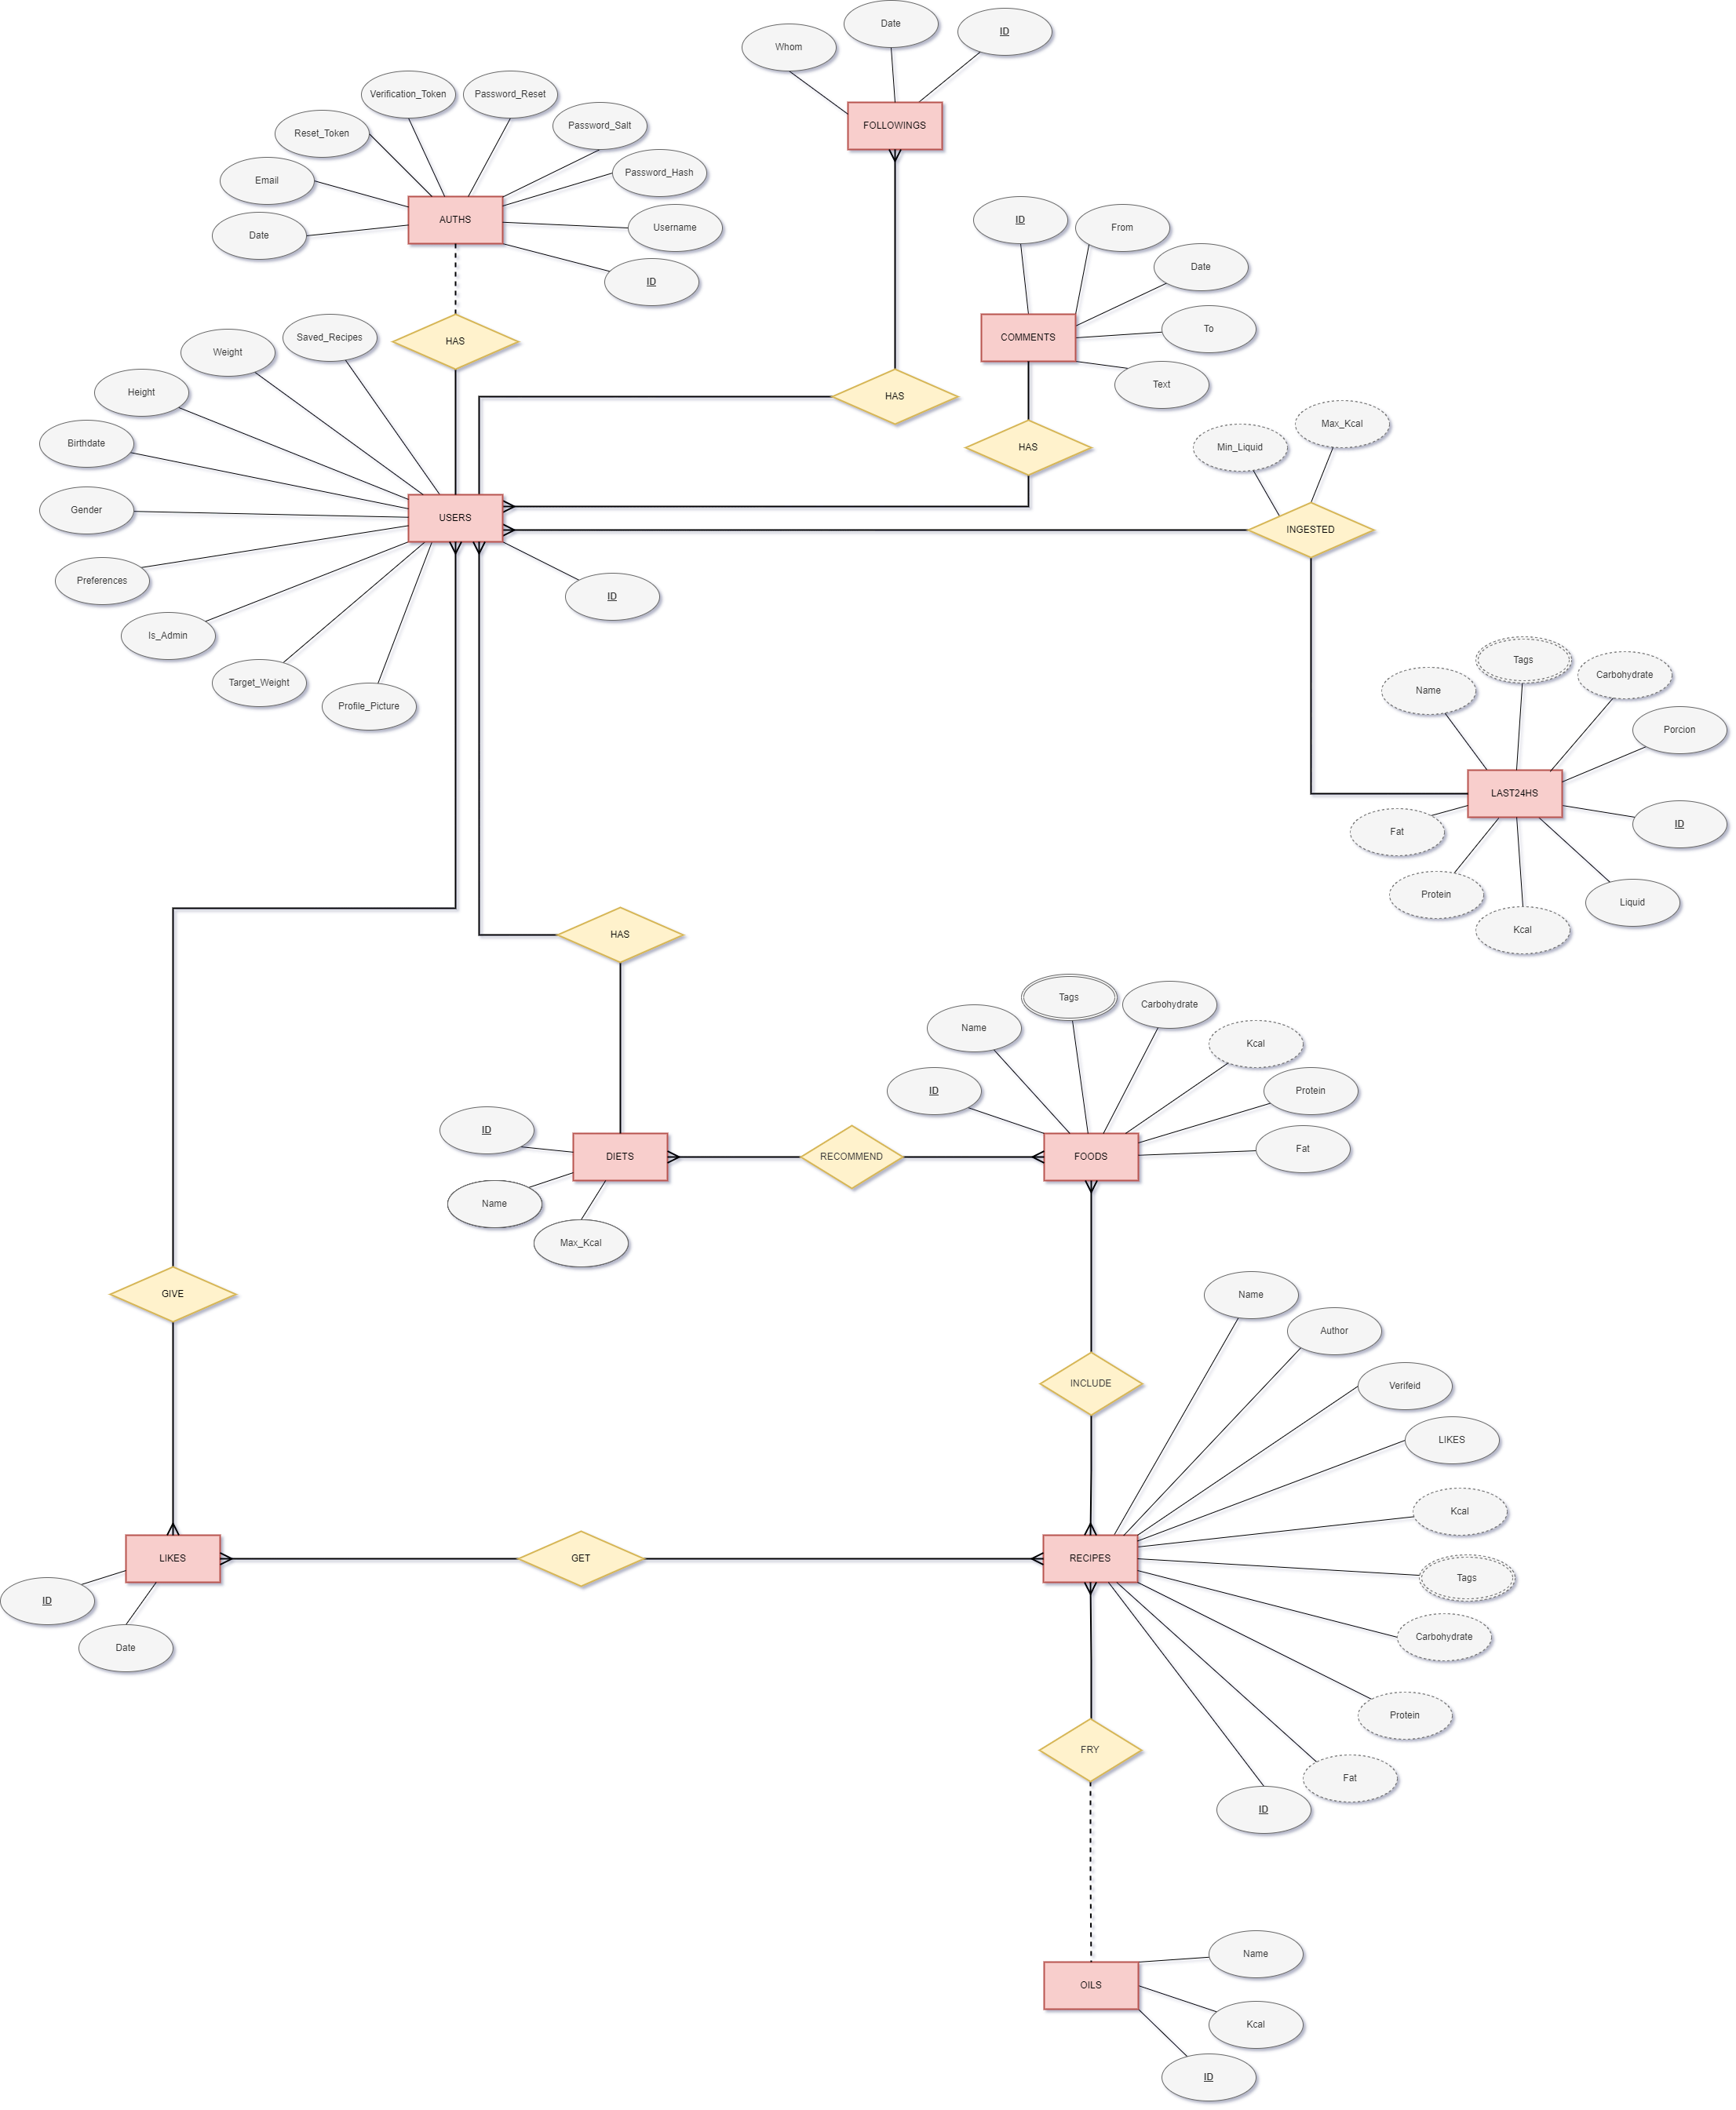 Date
ID
Whom
Verification_Token
Password_Reset
FOLLOWINGS
Password_Salt
Reset_Token
Password_Hash
Email
AUTHS
Username
Date
ID
ID
From
Date
To
COMMENTS
Text
HAS
Saved_Recipes
Weight
Height
HAS
Birthdate
HAS
Max_Kcal
Min_Liquid
Gender
USERS
INGESTED
Preferences
ID
Is_Admin
Target_Weight
Profile_Picture
Tags
Carbohydrate
Name
Porcion
LAST24HS
ID
Fat
Protein
Liquid
Kcal
HAS
Tags
Carbohydrate
Name
Kcal
ID
Protein
ID
Fat
DIETS
RECOMMEND
FOODS
Name
Max_Kcal
GIVE
Name
Author
INCLUDE
Verifeid
LIKES
Kcal
LIKES
GET
RECIPES
Tags
ID
Date
Carbohydrate
Protein
FRY
Fat
ID
Name
OILS
Kcal
ID